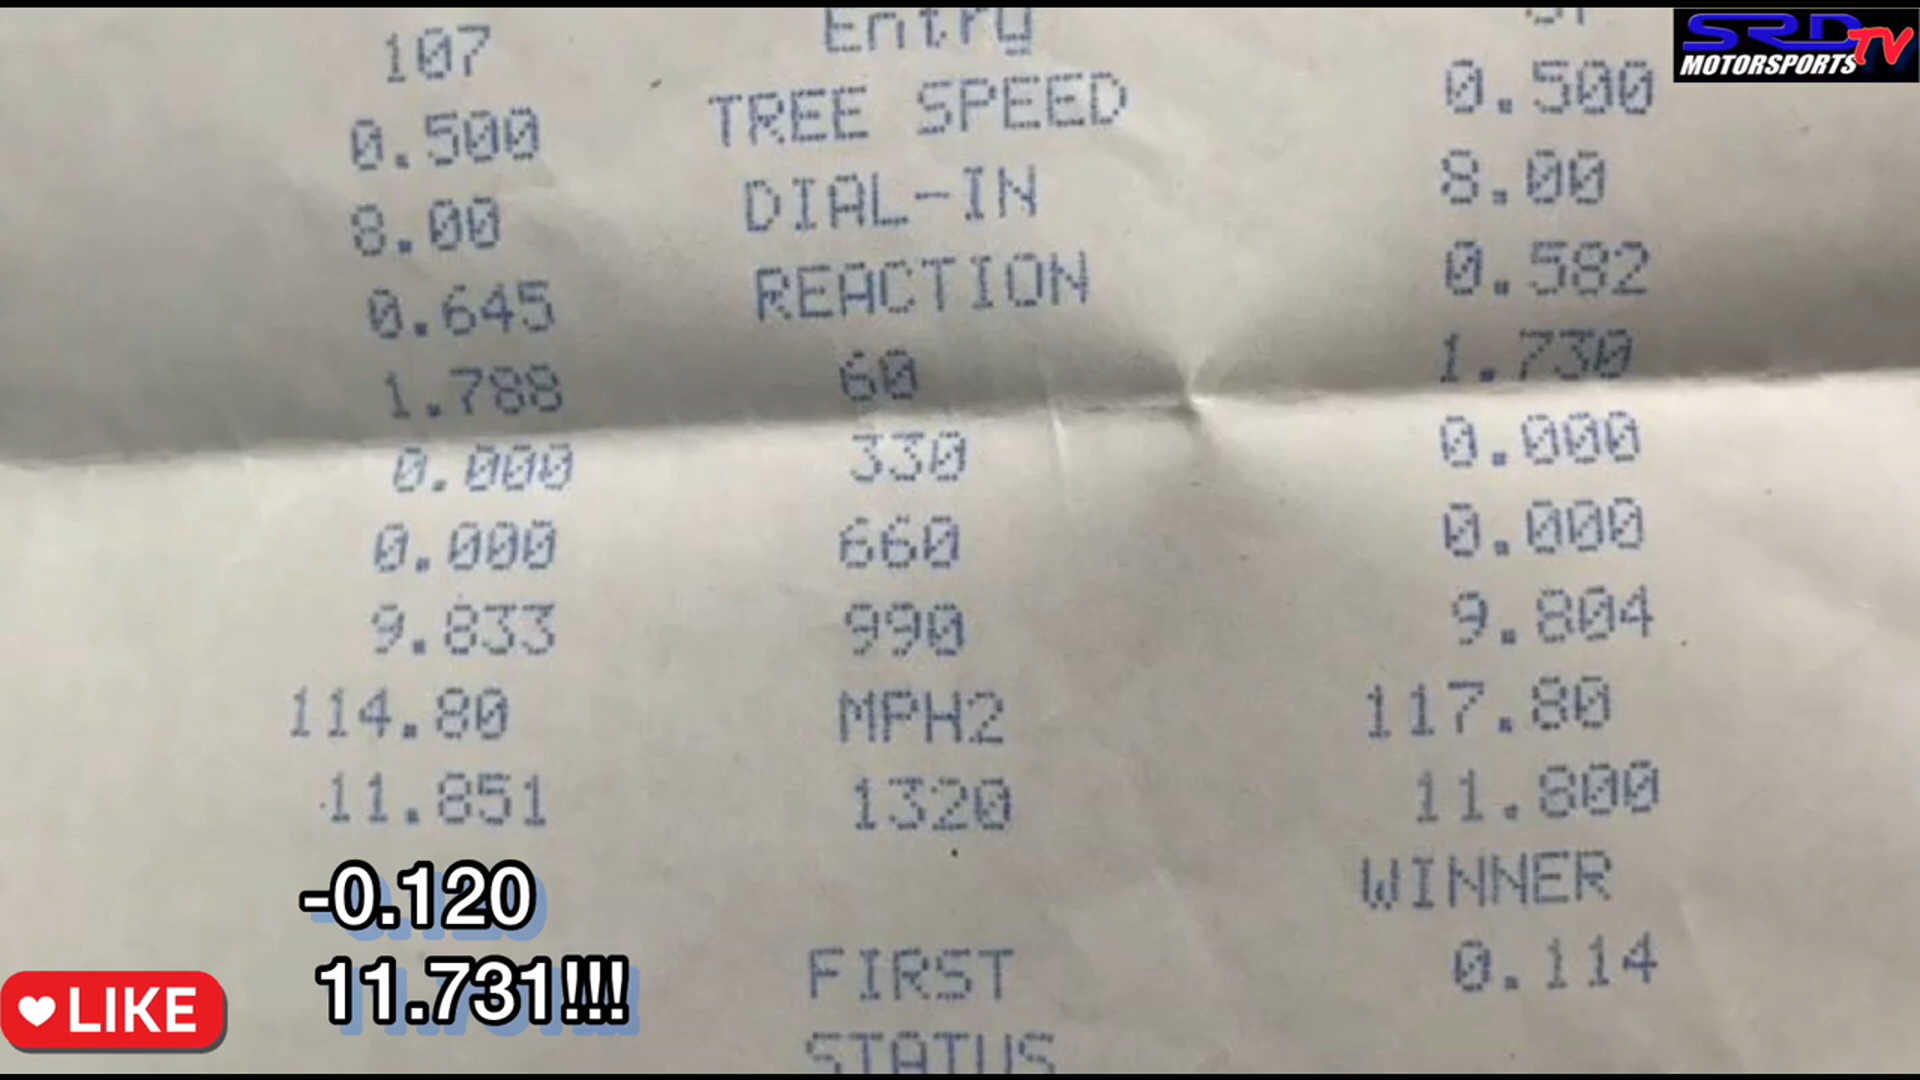 SRD TV
MOTORSPORTS
107 Entry
0.500 TREE SPEED 0.500
8.00 DIAL-IN 8.00
0.645 REACTION 0.582
1.788 60 1.730
0.000 330 0.000
0.000 660 0.000
9.833 990 9.804
114.80 MPH2 117.80
11.851 1320 11.800
WINNER
-0.120
FIRST 0.114
11.731!!!
LIKE
STATUS